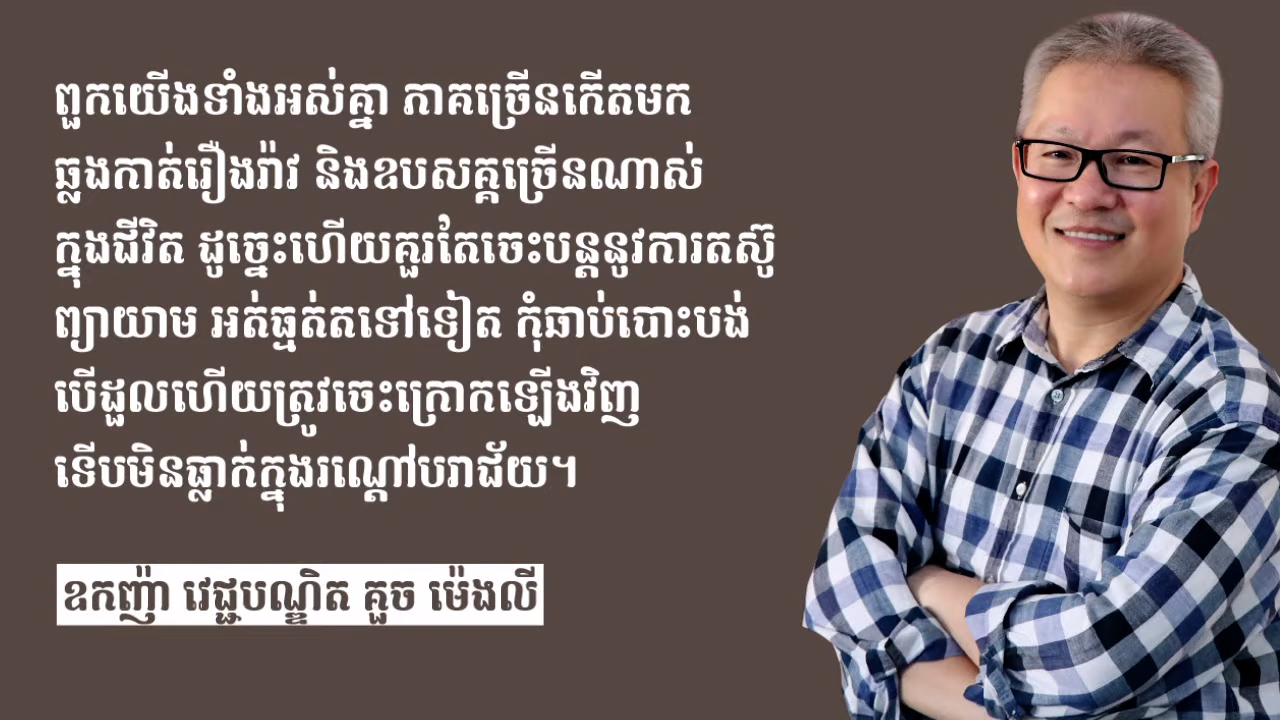 ពួកយើងទាំងអស់គ្នា ភាគច្រើនកើតមក
ឆ្លងកាត់រឿងរ៉ាវ និងឧបសគ្គច្រើនណាស់
ក្នុងជីវិត ដូច្នេះហើយគួរតែចេះបន្តនូវការតស៊ូ
ព្យាយាម អត់ធ្មត់តទៅទៀត កុំឆាប់បោះបង់
បើដួលហើយត្រូវចេះក្រោកឡើងវិញ
ទើបមិនធ្លាក់ក្នុងរណ្តៅបរាជ័យ។
ឧកញ៉ា វេជ្ជបណ្ឌិត គួច ម៉េងលី